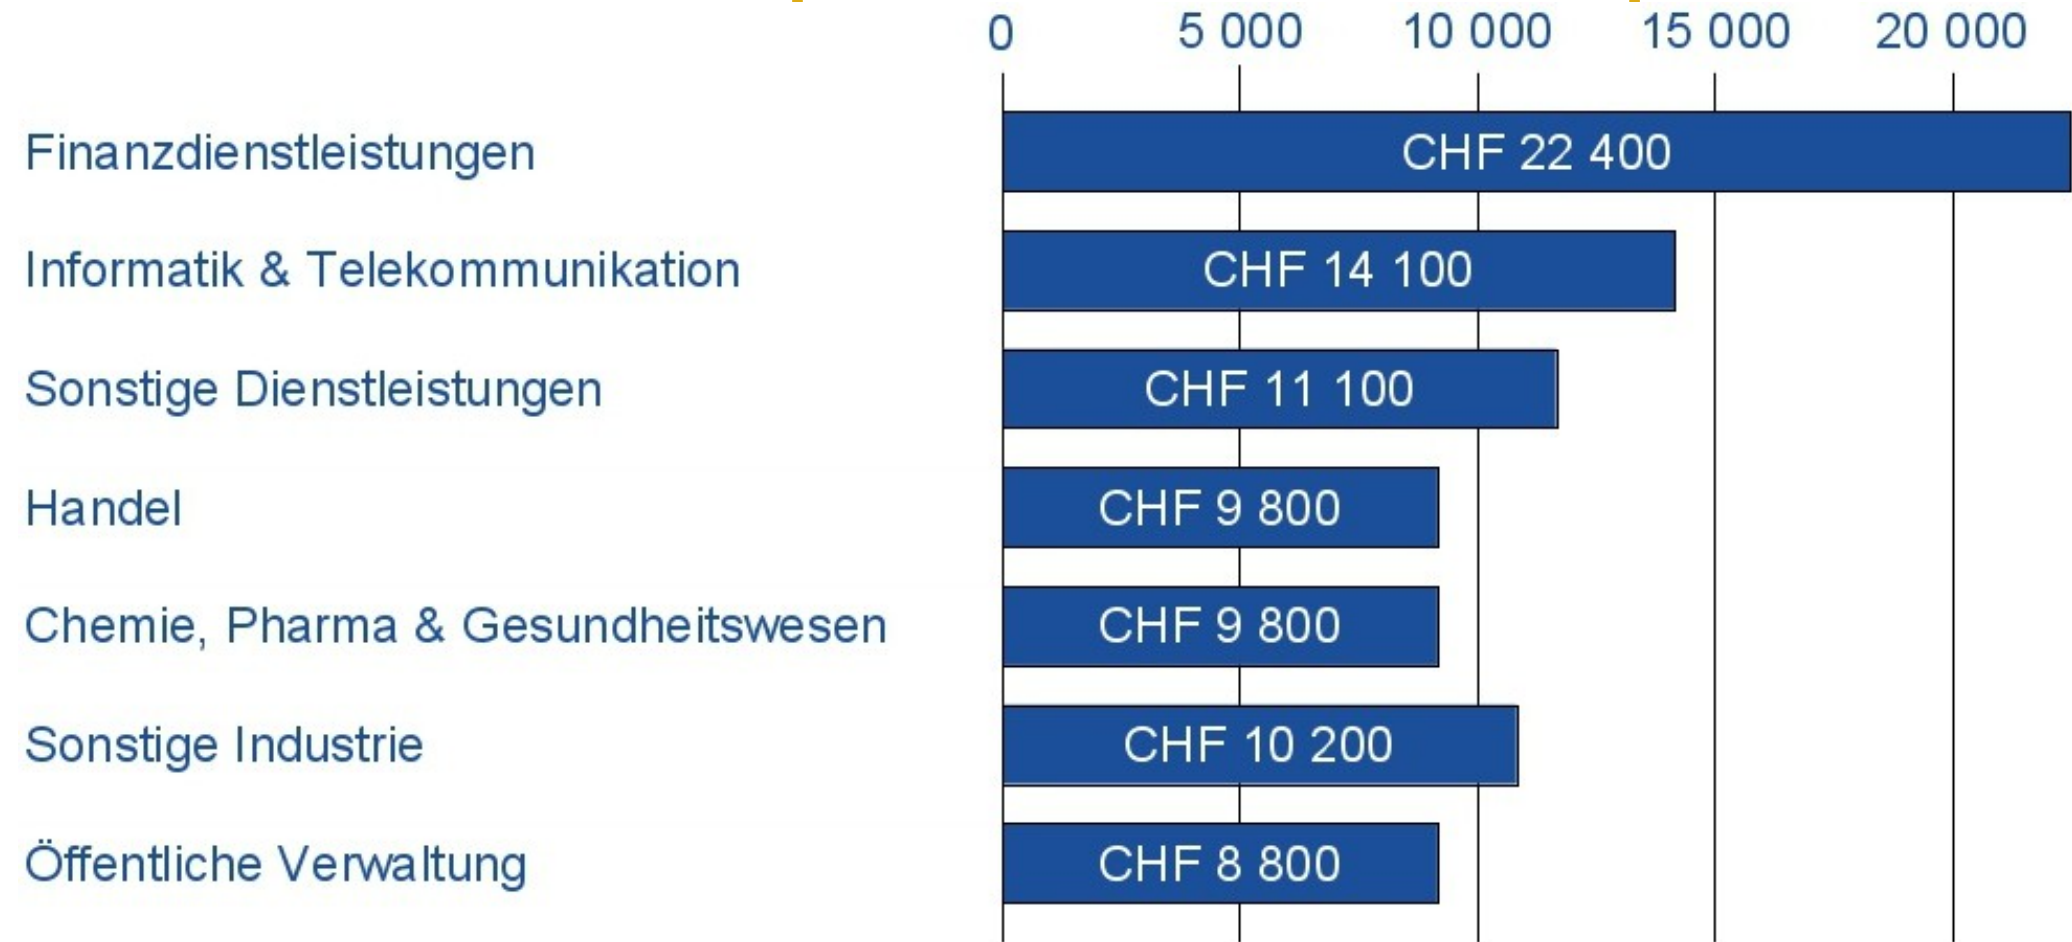 0 5 000 10 000 15 000 20 000
Finanzdienstleistungen CHF 22 400
Informatik & Telekommunikation CHF 14 100
Sonstige Dienstleistungen CHF 11 100
Handel CHF 9 800
Chemie, Pharma & Gesundheitswesen CHF 9 800
Sonstige Industrie CHF 10 200
Öffentliche Verwaltung CHF 8 800